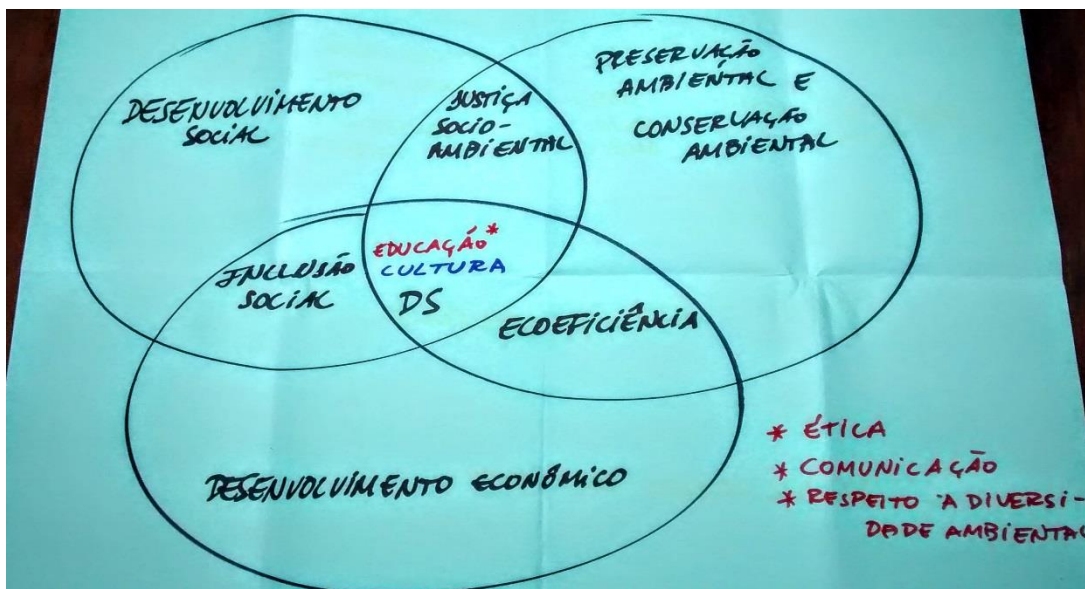 DESENVOLVIMENTO
SOCIAL
JUSTIÇA
SOCIO-
AMBIENTAL
PRESERVAÇÃO
AMBIENTAL E
CONSERVAÇÃO
AMBIENTAL
INCLUSÃO
SOCIAL
EDUCAÇÃO*
CULTURA
DS
ECOEFICIÊNCIA
DESENVOLVIMENTO ECONÔMICO
* ÉTICA
* COMUNICAÇÃO
* RESPEITO À DIVERSI-
DADE AMBIENTAL